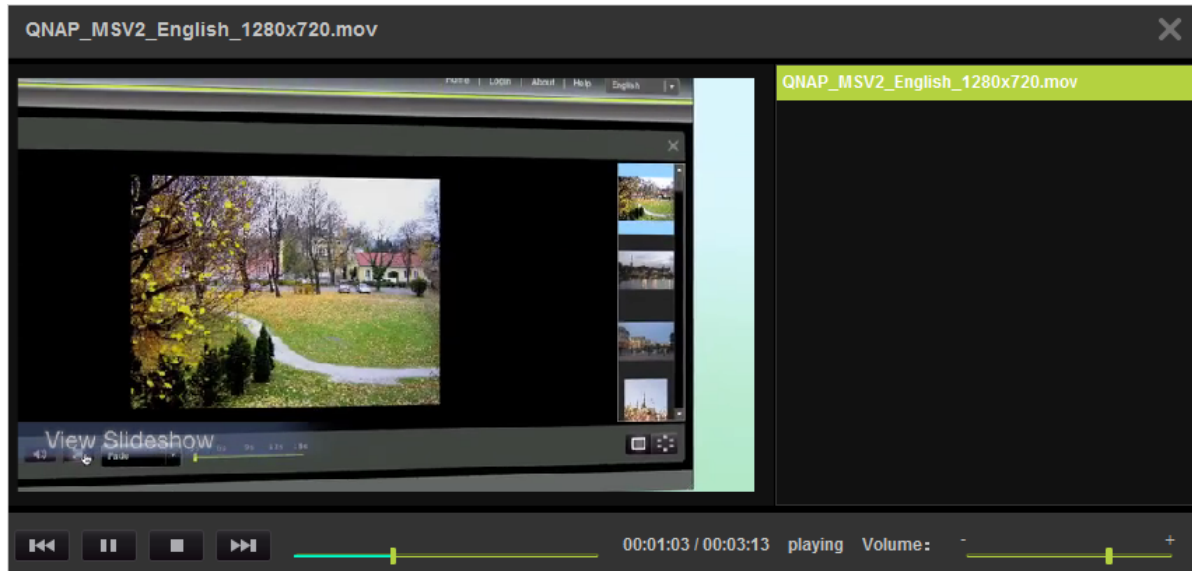 QNAP_MSV2_English_1280x720.mov
Home | Login | About | Help English
QNAP_MSV2_English_1280x720.mov
View Slideshow
Fade
00:01:03 / 00:03:13 playing Volume: - +